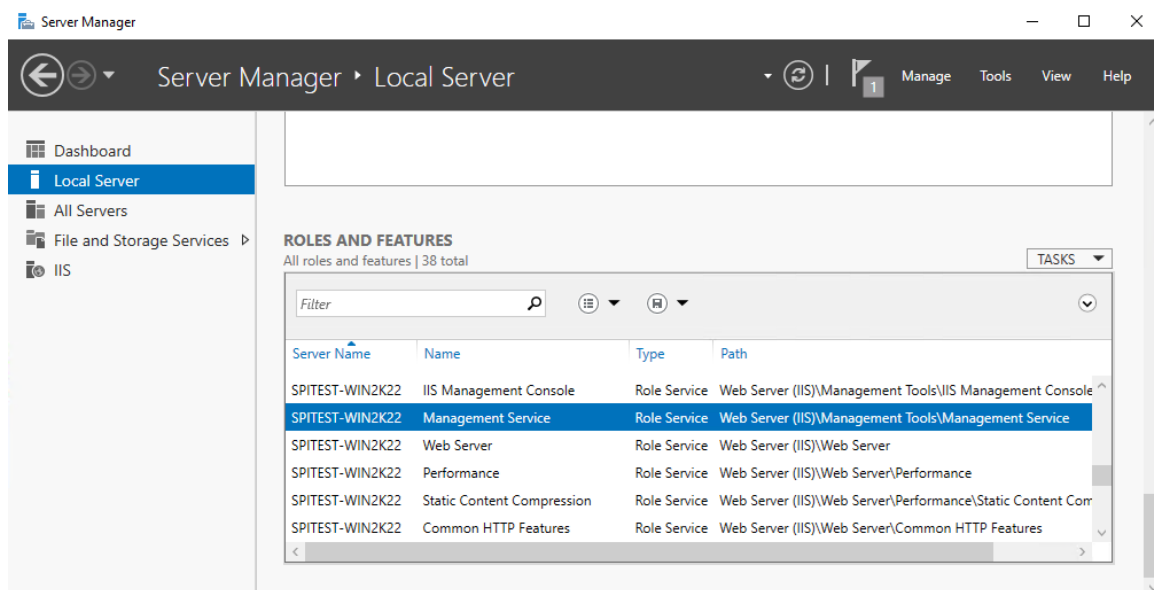 Server Manager
Server Manager ‣ Local Server
1
Manage Tools View Help
Dashboard
Local Server
All Servers
File and Storage Services
IIS
ROLES AND FEATURES
All roles and features | 38 total
TASKS
Filter
Server Name Name Type Path
SPITEST-WIN2K22 IIS Management Console Role Service Web Server (IIS)\Management Tools\IIS Management Console
SPITEST-WIN2K22 Management Service Role Service Web Server (IIS)\Management Tools\Management Service
SPITEST-WIN2K22 Web Server Role Service Web Server (IIS)\Web Server
SPITEST-WIN2K22 Performance Role Service Web Server (IIS)\Web Server\Performance
SPITEST-WIN2K22 Static Content Compression Role Service Web Server (IIS)\Web Server\Performance\Static Content Com
SPITEST-WIN2K22 Common HTTP Features Role Service Web Server (IIS)\Web Server\Common HTTP Features